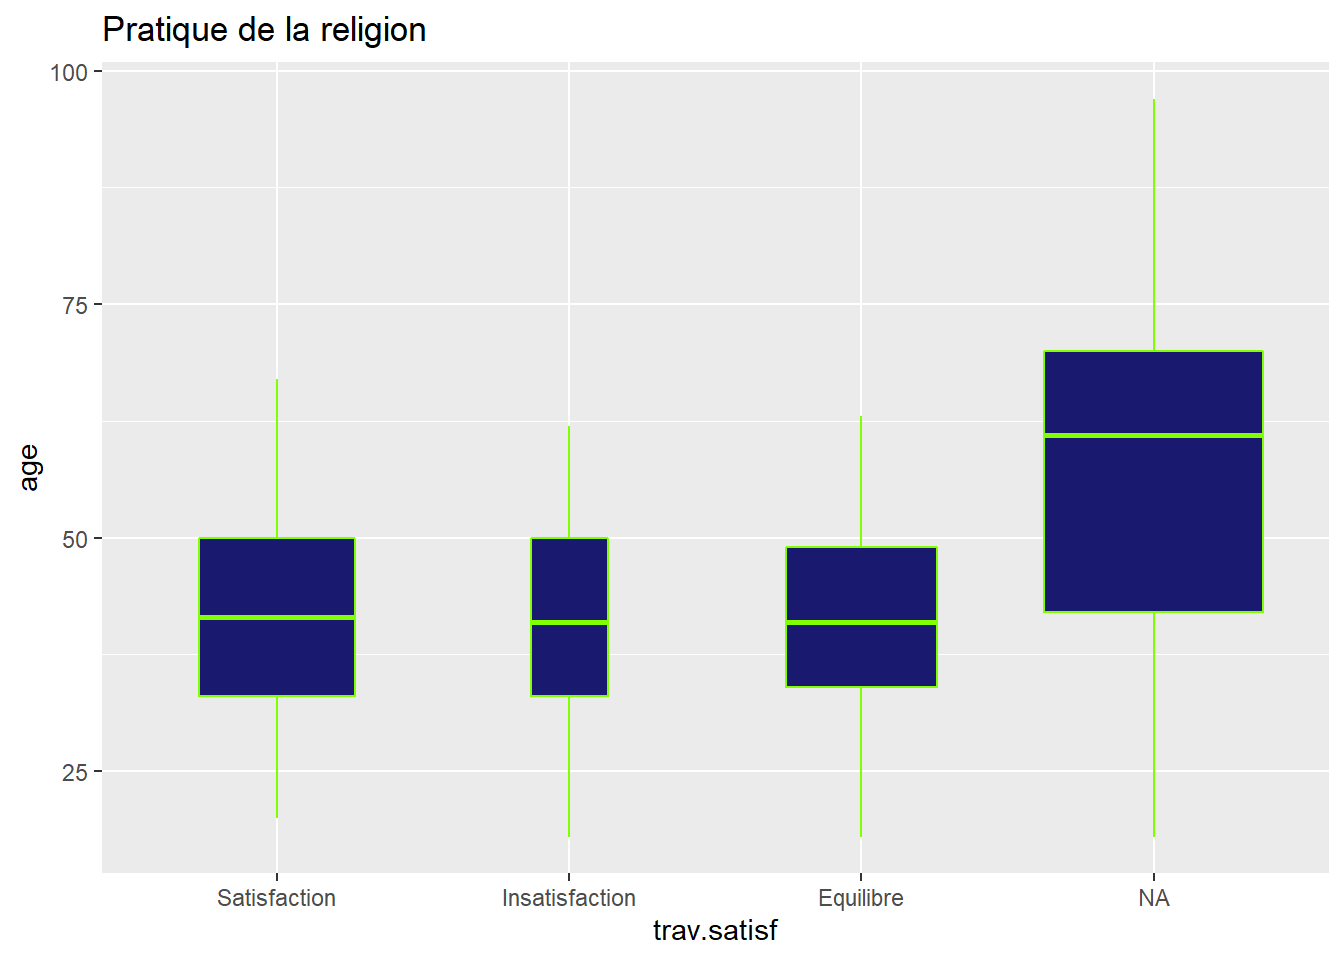 Pratique de la religion
100
75
50
25
age
Satisfaction Insatisfaction Equilibre NA
trav.satisf